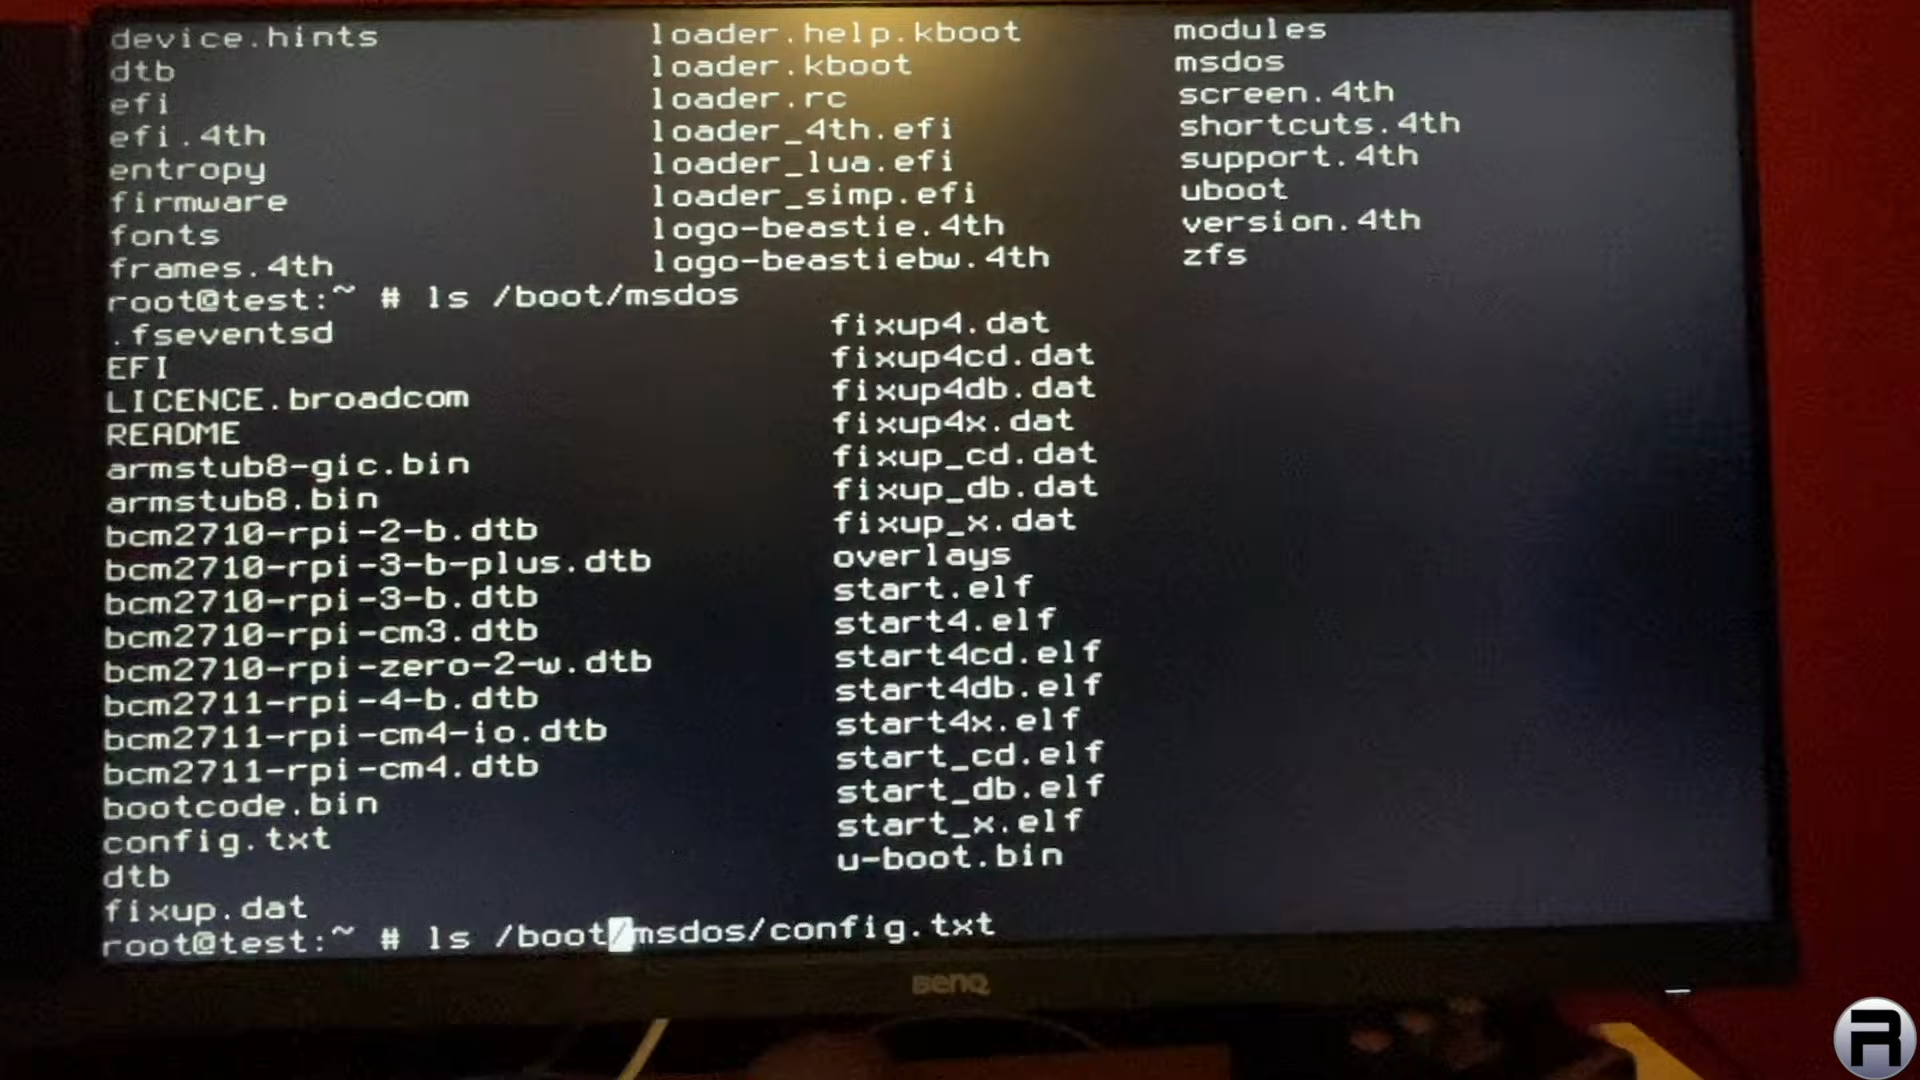 device.hints loader.help.kboot modules
dtb loader.kboot msdos
efi loader.rc screen.4th
efi.4th loader_4th.efi shortcuts.4th
entropy loader_lua.efi support.4th
firmware loader_simp.efi uboot
fonts logo-beastie.4th version.4th
frames.4th logo-beastiebw.4th zfs
root@test:~ # ls /boot/msdos
.fseventsd fixup4.dat
EFI fixup4cd.dat
LICENCE.broadcom fixup4db.dat
README fixup4x.dat
armstub8-gic.bin fixup_cd.dat
armstub8.bin fixup_db.dat
bcm2710-rpi-2-b.dtb fixup_x.dat
bcm2710-rpi-3-b-plus.dtb overlays
bcm2710-rpi-3-b.dtb start.elf
bcm2710-rpi-cm3.dtb start4.elf
bcm2710-rpi-zero-2-w.dtb start4cd.elf
bcm2711-rpi-4-b.dtb start4db.elf
bcm2711-rpi-cm4-io.dtb start4x.elf
bcm2711-rpi-cm4.dtb start_cd.elf
bootcode.bin start_db.elf
config.txt start_x.elf
dtb u-boot.bin
fixup.dat
root@test:~ # ls /boot/msdos/config.txt
BenQ
R